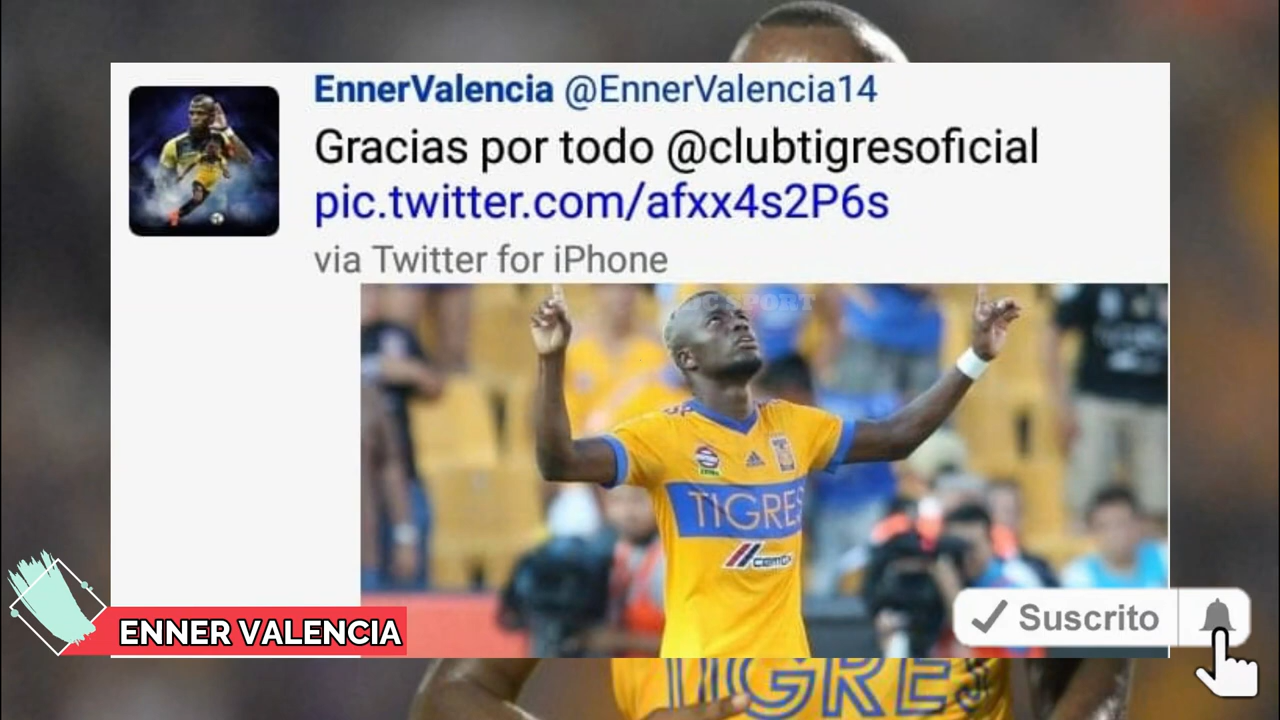 EnnerValencia @EnnerValencia14
Gracias por todo @clubtigresoficial
pic.twitter.com/afxx4s2P6s
via Twitter for iPhone
SPORT
TIGRES
CEMEX
ENNER VALENCIA
Suscrito
TIGRES